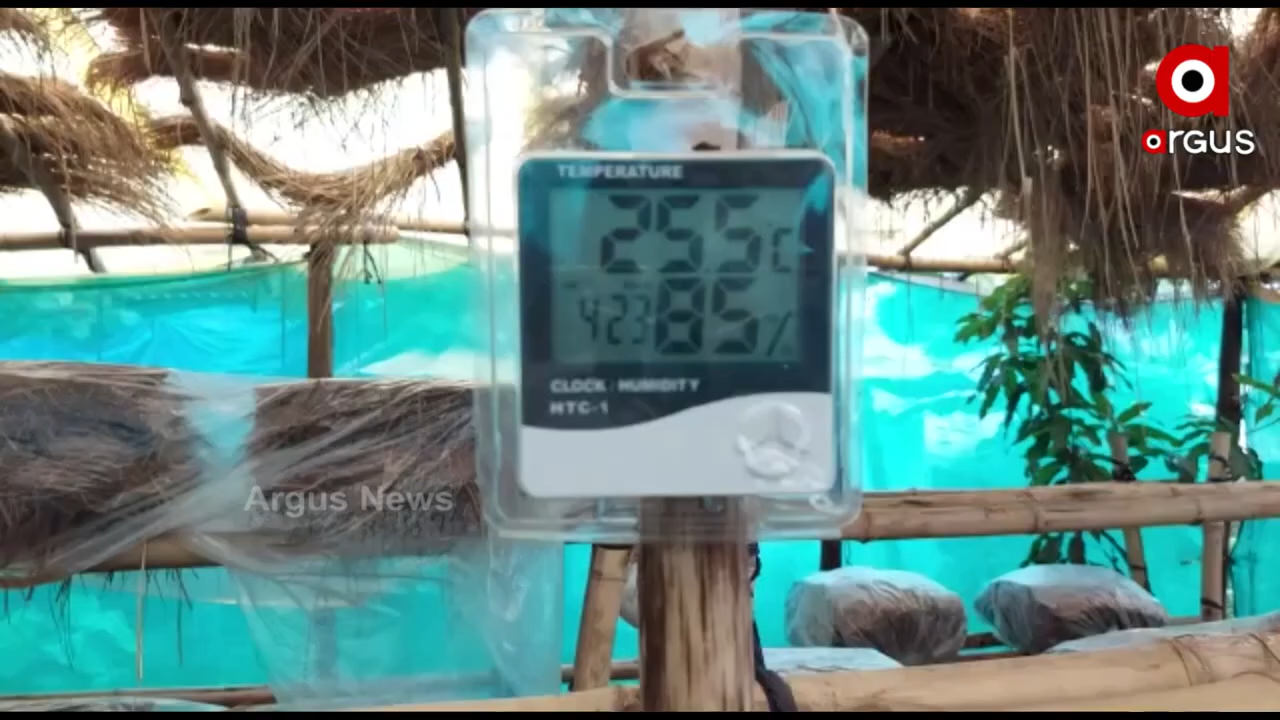 argus
TEMPERATURE
25.5 °C
4 23 85 %
CLOCK / HUMIDITY
HTC-1
Argus News